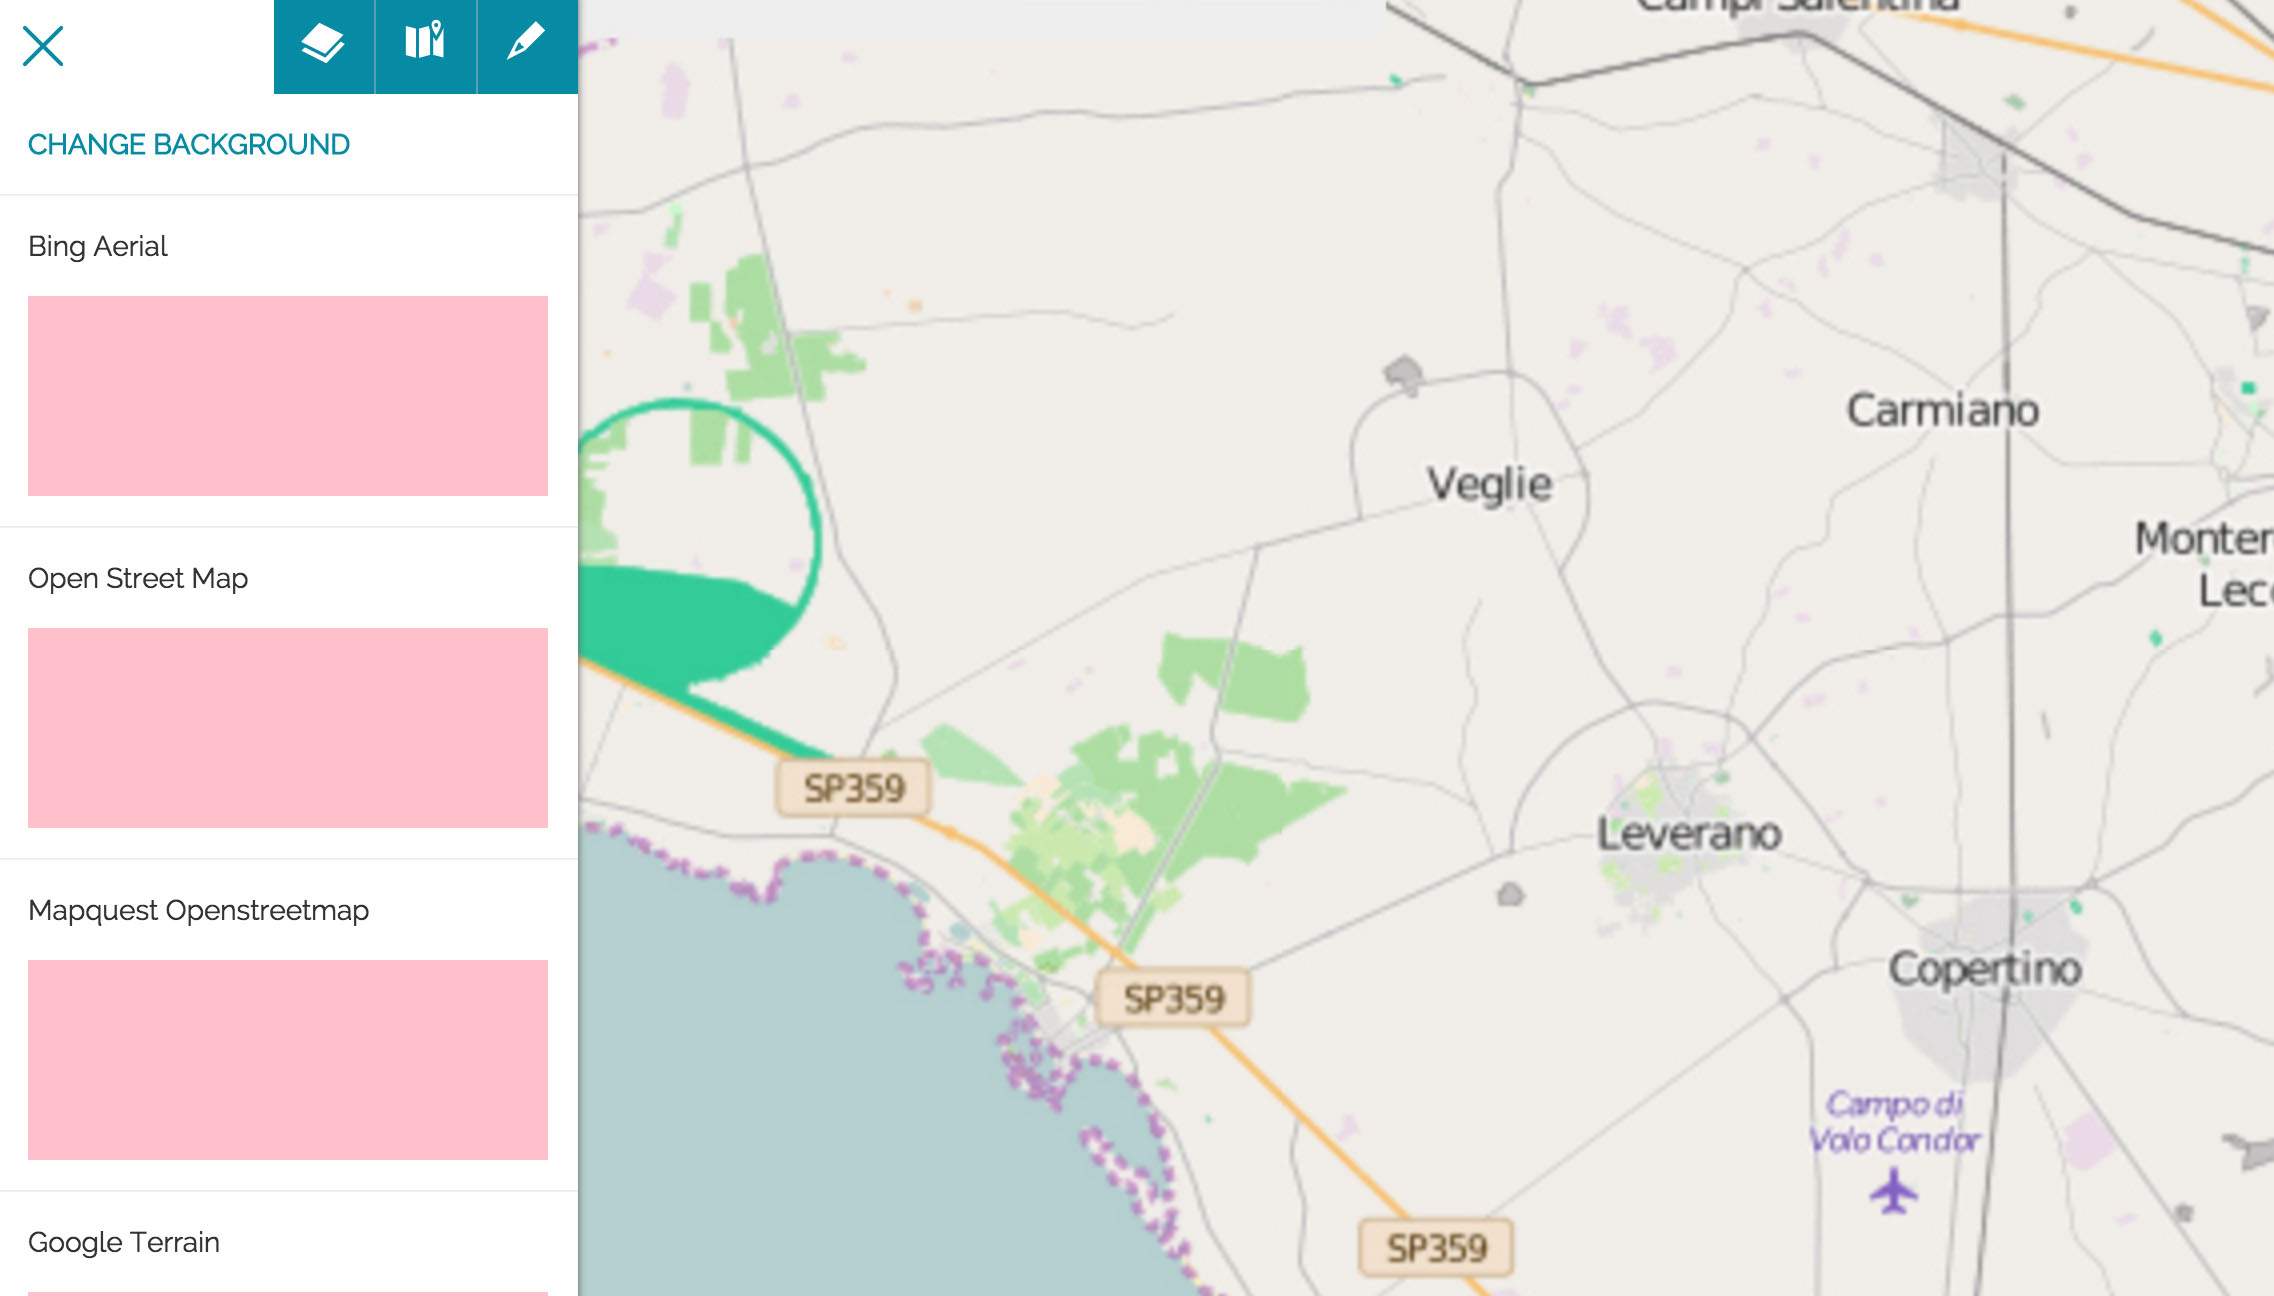 CHANGE BACKGROUND
Bing Aerial
Open Street Map
Mapquest Openstreetmap
Google Terrain
Carmiano
Veglie
SP359
Leverano
Copertino
SP359
Campo di
Volo Condor
SP359